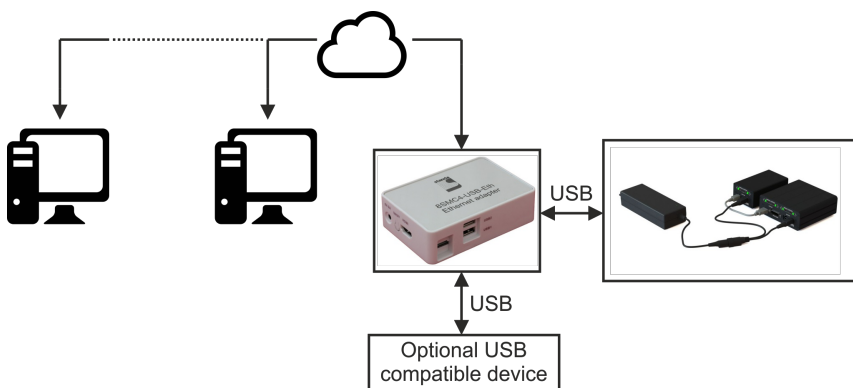 8SMC4-USB-Eth
Ethernet adapter
USB
USB
Optional USB
compatible device